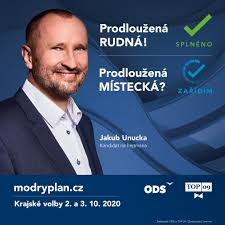 Prodloužená
RUDNÁ!
SPLNĚNO
Prodloužená
MÍSTECKÁ?
ZAŘÍDÍM
Jakub Unucka
Kandidát na hejtmana
modryplan.cz
Krajské volby 2. a 3. 10. 2020
ODS
TOP 09